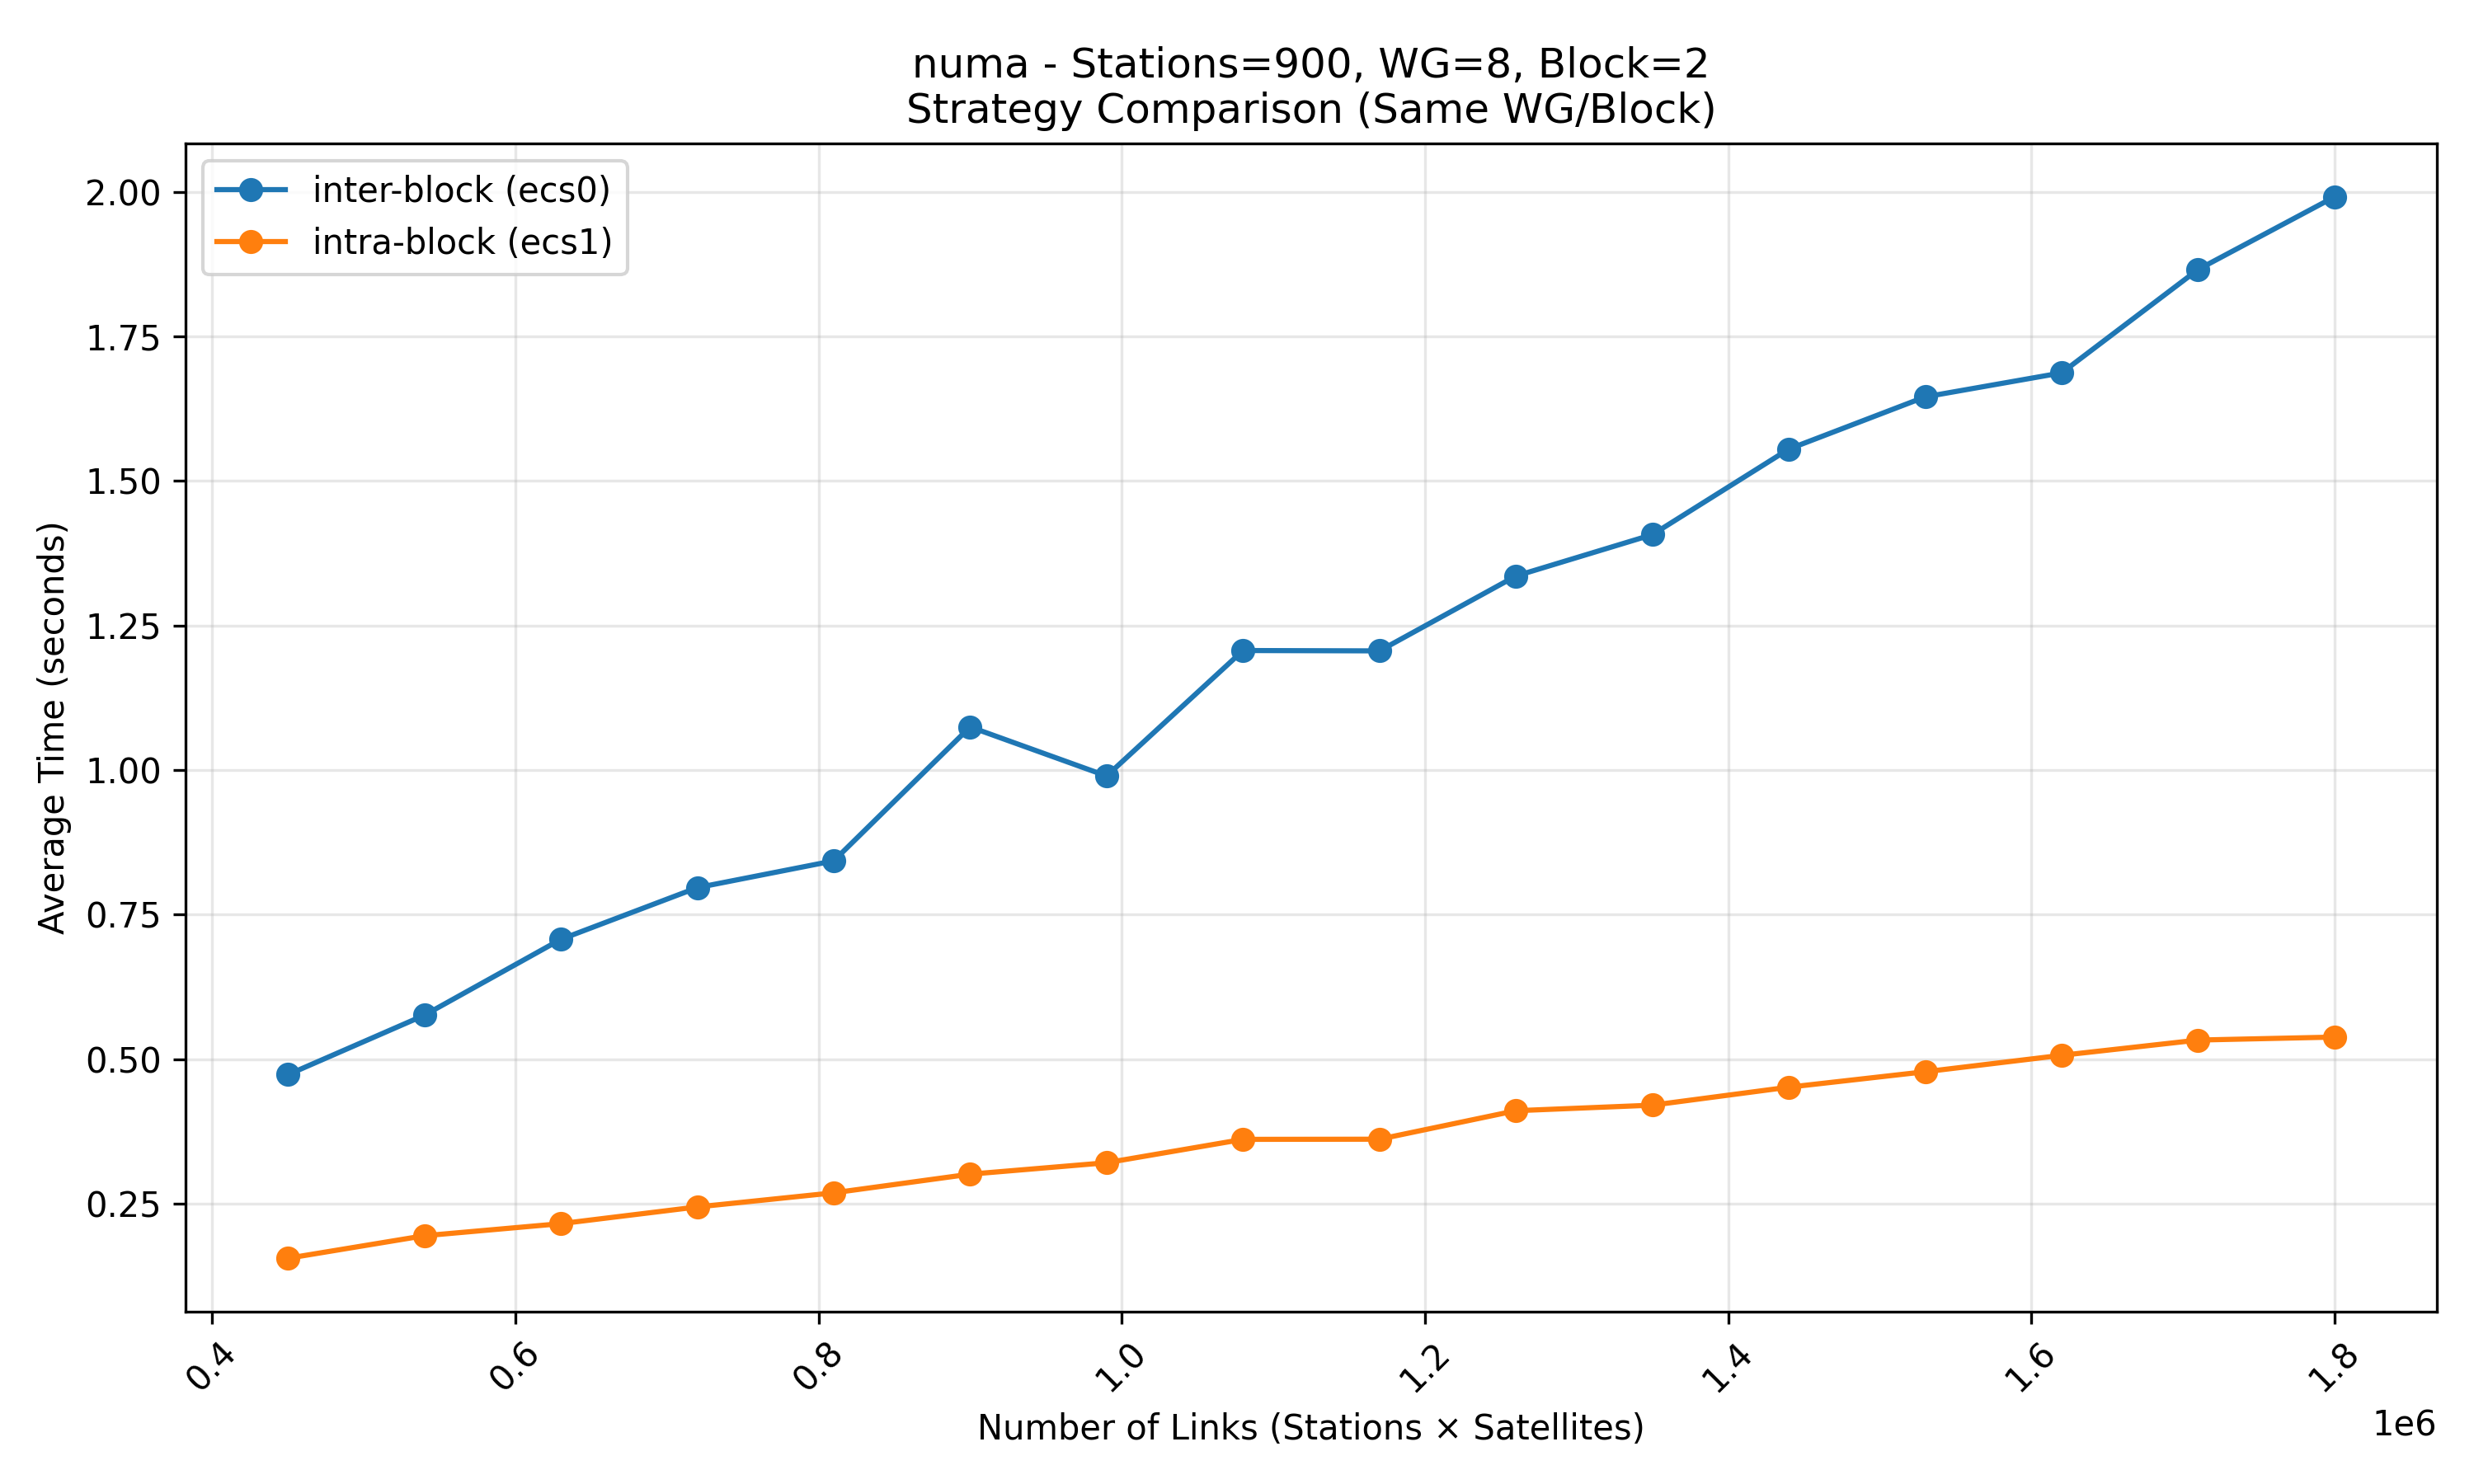 numa - Stations=900, WG=8, Block=2
Strategy Comparison (Same WG/Block)
inter-block (ecs0)
intra-block (ecs1)
Average Time (seconds)
2.00
1.75
1.50
1.25
1.00
0.75
0.50
0.25
0.4 0.6 0.8 1.0 1.2 1.4 1.6 1.8
1e6
Number of Links (Stations × Satellites)